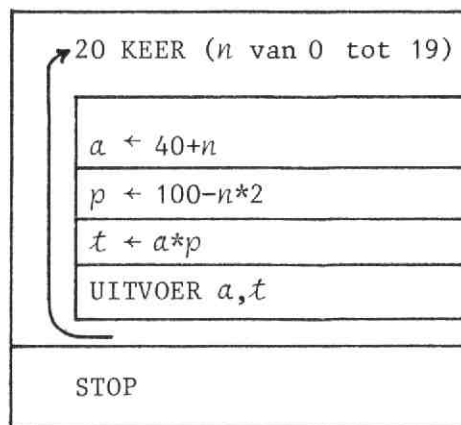 20 KEER (n van 0 tot 19)
a ← 40+n
p ← 100-n*2
t ← a*p
UITVOER a,t
STOP